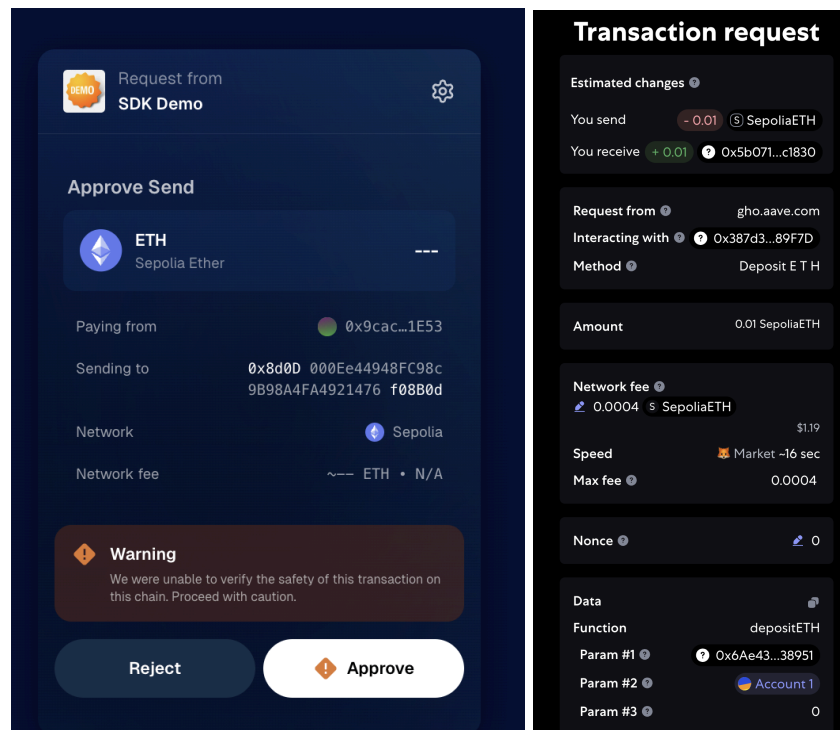 DEMO
Request from
SDK Demo
Approve Send
ETH
---
Sepolia Ether
Paying from
0x9cac…1E53
Sending to
0x8d0D 000Ee44948FC98c
9B98A4FA4921476 f08B0d
Network
Sepolia
Network fee
~–– ETH • N/A
Warning
We were unable to verify the safety of this transaction on
this chain. Proceed with caution.
Reject
Approve
Transaction request
Estimated changes ?
You send - 0.01 S SepoliaETH
You receive + 0.01 ? 0x5b071...c1830
Request from ? gho.aave.com
Interacting with ? ? 0x387d3...89F7D
Method ? Deposit E T H
Amount 0.01 SepoliaETH
Network fee ?
0.0004 S SepoliaETH
$1.19
Speed Market ~16 sec
Max fee ? 0.0004
Nonce ? 0
Data
Function depositETH
Param #1 ? ? 0x6Ae43...38951
Param #2 ? Account 1
Param #3 ? 0